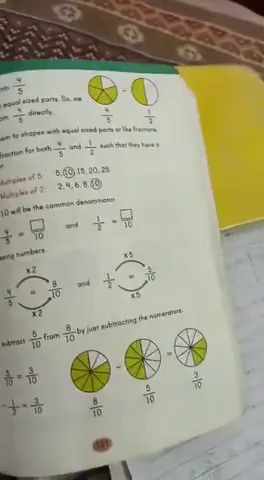 4/5
4/5 - 1/2
equal sized parts. So, we
4/5 directly.
to shapes with equal sized parts or like fractions
fraction for both 4/5 and 1/2 such that they have a
Multiples of 5: 5, 10, 15, 20, 25
Multiples of 2: 2, 4, 6, 8, 10
10 will be the common denominator.
4/5 = □/10 and 1/2 = □/10
numbers.
×2 ×5
4/5 = 8/10 and 1/2 = 5/10
×2 ×5
subtract 5/10 from 8/10 by just subtracting the numerators.
5/10 = 3/10
- 1/2 = 3/10
- =
8/10 5/10 3/10